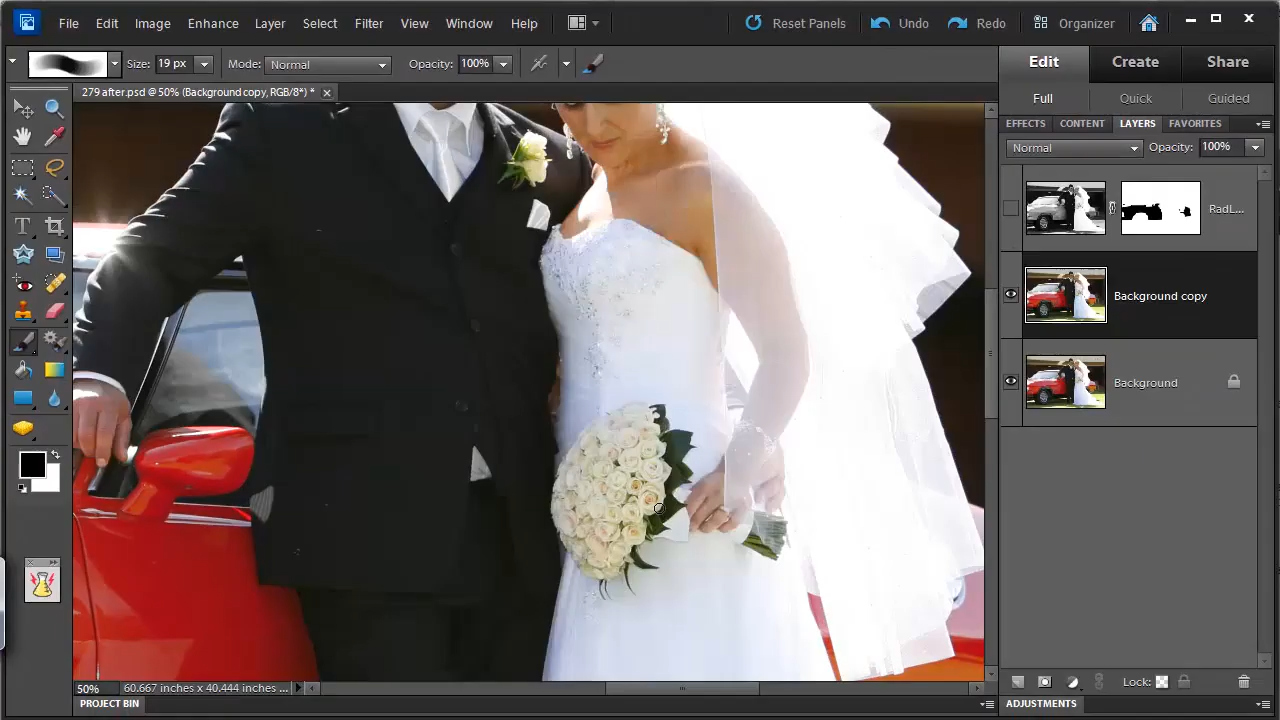 File Edit Image Enhance Layer Select Filter View Window Help Reset Panels Undo Redo Organizer
Size: 19 px Mode: Normal Opacity: 100% Edit Create Share
279 after.psd @ 50% (Background copy, RGB/8*) * Full Quick Guided
EFFECTS CONTENT LAYERS FAVORITES
Normal Opacity: 100%
RadL...
Background copy
Background
T
50% 60.667 inches x 40.444 inches ... Lock:
PROJECT BIN ADJUSTMENTS